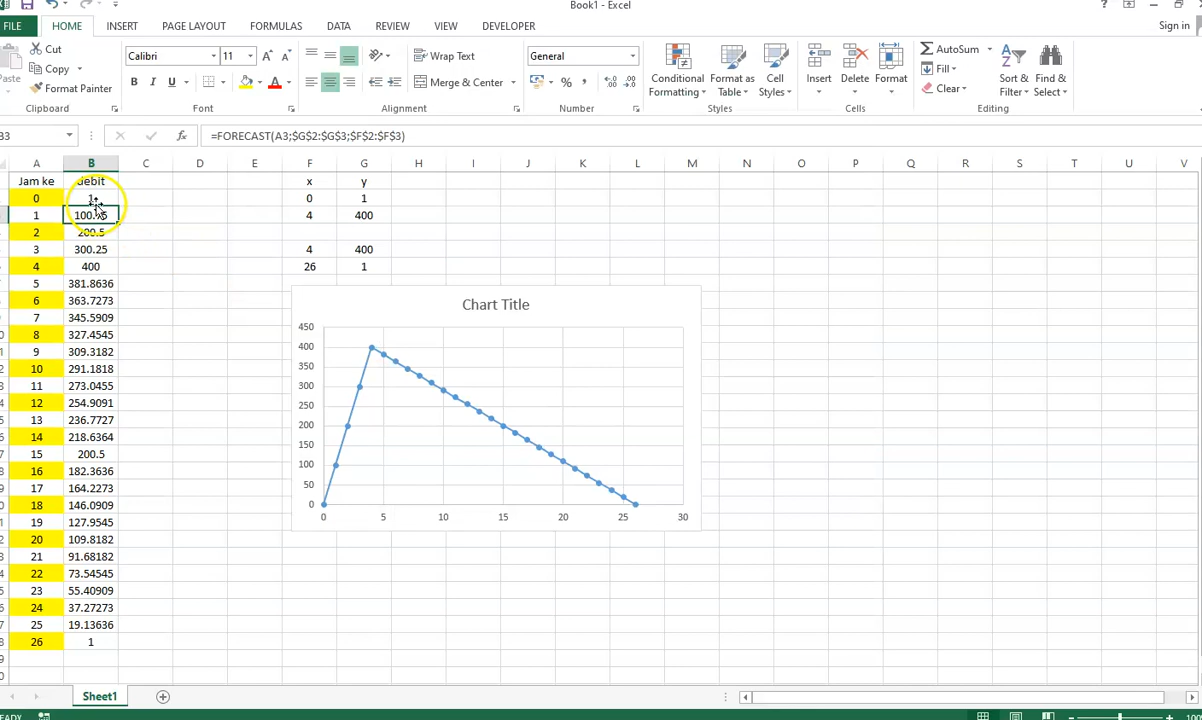 Book1 - Excel
FILE HOME INSERT PAGE LAYOUT FORMULAS DATA REVIEW VIEW DEVELOPER Sign in
Cut
Copy
Format Painter
Clipboard
Calibri 11
B I U
Font
Wrap Text
Merge & Center
Alignment
General
%
Number
Conditional Formatting
Format as Table
Cell Styles
Styles
Insert Delete Format
Cells
AutoSum
Fill
Clear
Sort & Filter
Find & Select
Editing
B3 fx =FORECAST(A3;$G$2:$G$3;$F$2:$F$3)
A B C D E F G H I J K L M N O P Q R S T U V
Jam ke debit x y
0 1 0 1
1 4 400
2 200.5
3 300.25 4 400
4 400 26 1
5 381.8636
6 363.7273
7 345.5909
8 327.4545
9 309.3182
10 291.1818
11 273.0455
12 254.9091
13 236.7727
14 218.6364
15 200.5
16 182.3636
17 164.2273
18 146.0909
19 127.9545
20 109.8182
21 91.68182
22 73.54545
23 55.40909
24 37.27273
25 19.13636
26 1
Chart Title
450
400
350
300
250
200
150
100
50
0
0 5 10 15 20 25 30
Sheet1